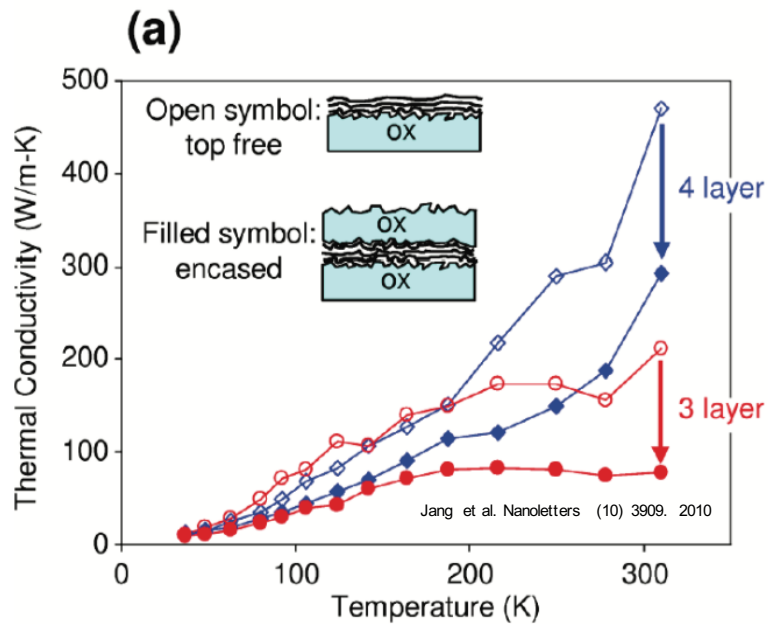 (a)
Thermal Conductivity (W/m-K)
500
400
300
200
100
0
Open symbol:
top free
OX
Filled symbol:
encased
OX
OX
4 layer
3 layer
Jang et al. Nanoletters (10) 3909. 2010
0 100 200 300
Temperature (K)